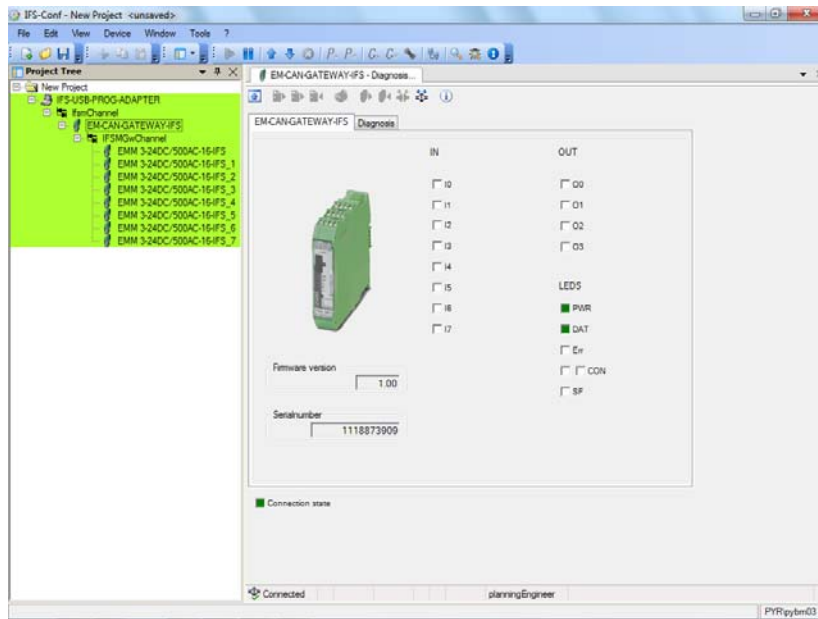 IFS-Conf - New Project <unsaved>
File Edit View Device Window Tools ?
Project Tree
EM-CAN-GATEWAY-IFS - Diagnosis...
New Project
IFS-USB-PROG-ADAPTER
IfsmChannel
EM-CAN-GATEWAY-IFS
IFSMGwChannel
EMM 3-24DC/500AC-16-IFS
EMM 3-24DC/500AC-16-IFS_1
EMM 3-24DC/500AC-16-IFS_2
EMM 3-24DC/500AC-16-IFS_3
EMM 3-24DC/500AC-16-IFS_4
EMM 3-24DC/500AC-16-IFS_5
EMM 3-24DC/500AC-16-IFS_6
EMM 3-24DC/500AC-16-IFS_7
EM-CAN-GATEWAY-IFS Diagnosis
IN OUT
I0 O0
I1 O1
I2 O2
I3 O3
I4
I5 LEDS
I6 PWR
I7 DAT
Err
CON
SF
Firmware version
1.00
Serialnumber
1118873909
Connection state
Connected planningEngineer
PYR\pybm03